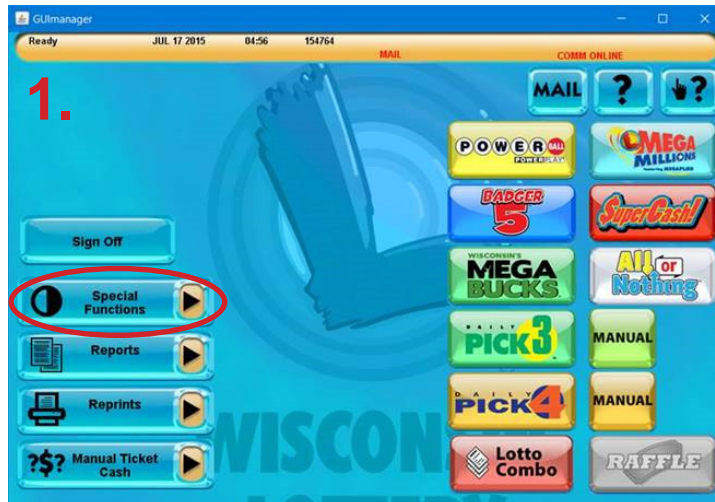 GUImanager
Ready JUL 17 2015 04:56 154764
MAIL COMM ONLINE
1.
MAIL ? ?
POWERBALL
POWERPLAY
MEGA
MILLIONS
BADGER
5
SuperCash!
Sign Off
WISCONSIN'S
MEGA
BUCKS
All or
Nothing
Special
Functions
DAILY
PICK 3
MANUAL
Reports
DAILY
PICK 4
MANUAL
Reprints
WISCONSIN
LOTTERY
Lotto
Combo
RAFFLE
?$? Manual Ticket
Cash